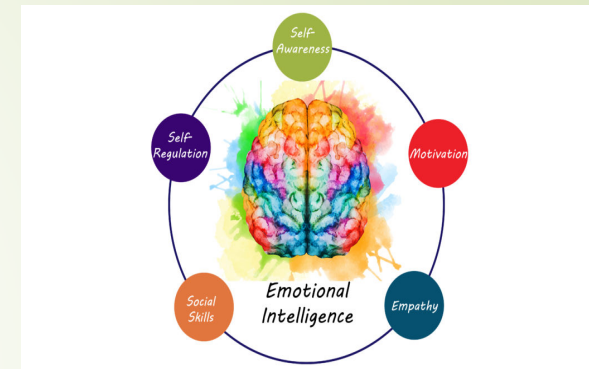 Self-
Awareness
Self-
Regulation
Motivation
Social
Skills
Emotional
Intelligence
Empathy